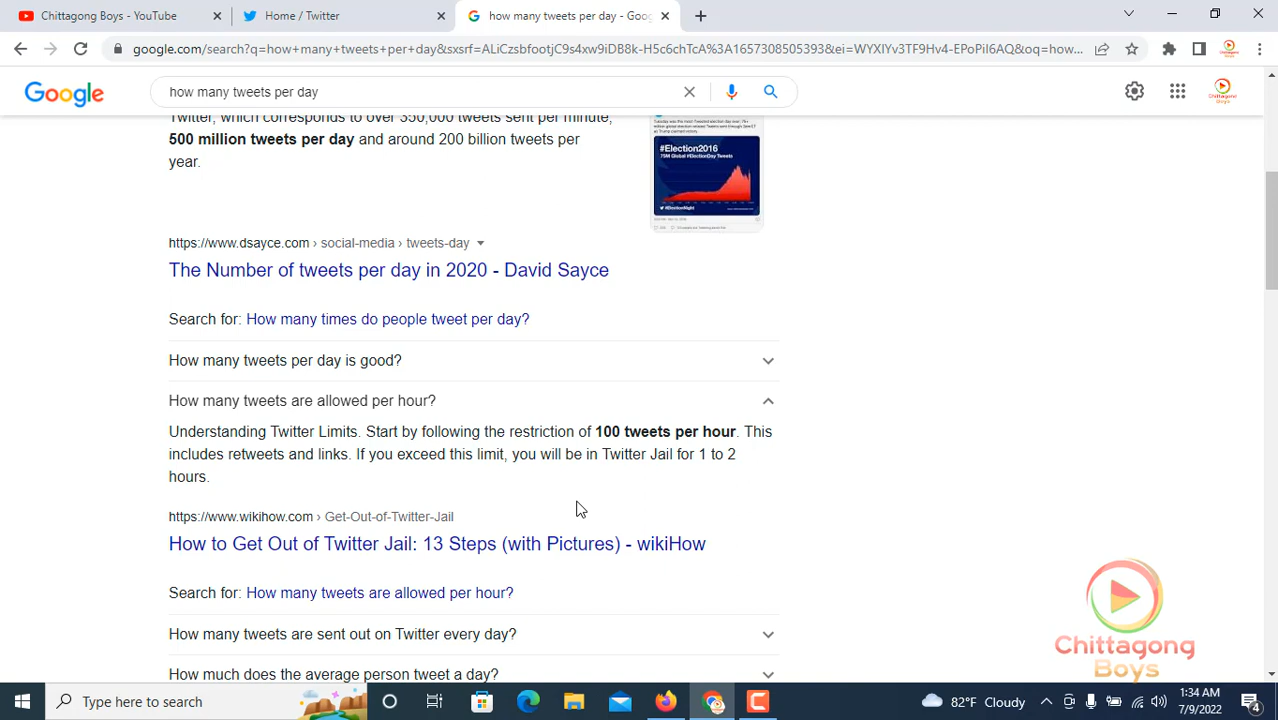 Chittagong Boys - YouTube
Home / Twitter
how many tweets per day - Goo
google.com/search?q=how+many+tweets+per+day&sxsrf=ALiCzsbfootjC9s4xw9iDB8k-H5c6chTcA%3A1657308505393&ei=WYXIYv3TF9Hv4-EPoPiI6AQ&oq=how...
Google
how many tweets per day
Chittagong
Boys
Twitter, which corresponds to over 350,000 tweets sent per minute,
500 million tweets per day and around 200 billion tweets per
year.
#Election2016
75M Global #ElectionDay Tweets
#ElectionNight
https://www.dsayce.com › social-media › tweets-day
The Number of tweets per day in 2020 - David Sayce
Search for: How many times do people tweet per day?
How many tweets per day is good?
How many tweets are allowed per hour?
Understanding Twitter Limits. Start by following the restriction of 100 tweets per hour. This
includes retweets and links. If you exceed this limit, you will be in Twitter Jail for 1 to 2
hours.
https://www.wikihow.com › Get-Out-of-Twitter-Jail
How to Get Out of Twitter Jail: 13 Steps (with Pictures) - wikiHow
Search for: How many tweets are allowed per hour?
How many tweets are sent out on Twitter every day?
How much does the average person tweet a day?
Chittagong
Boys
Type here to search
82°F Cloudy
1:34 AM
7/9/2022
4